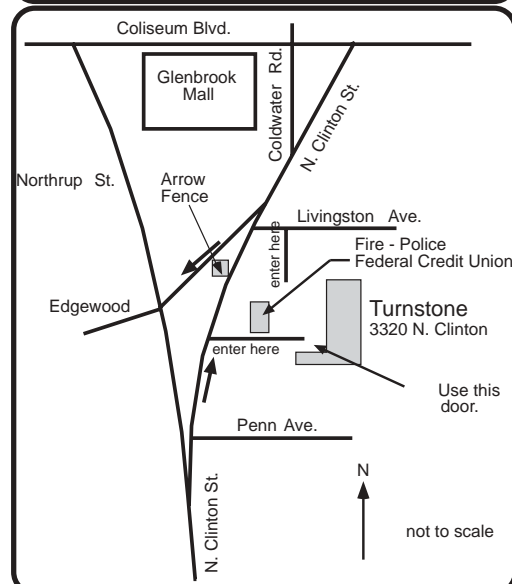 Coliseum Blvd.
Glenbrook
Mall
Coldwater Rd.
N. Clinton St.
Northrup St.
Arrow
Fence
Livingston Ave.
enter here
Fire - Police
Federal Credit Union
Edgewood
Turnstone
3320 N. Clinton
enter here
Use this
door.
Penn Ave.
N
N. Clinton St.
not to scale